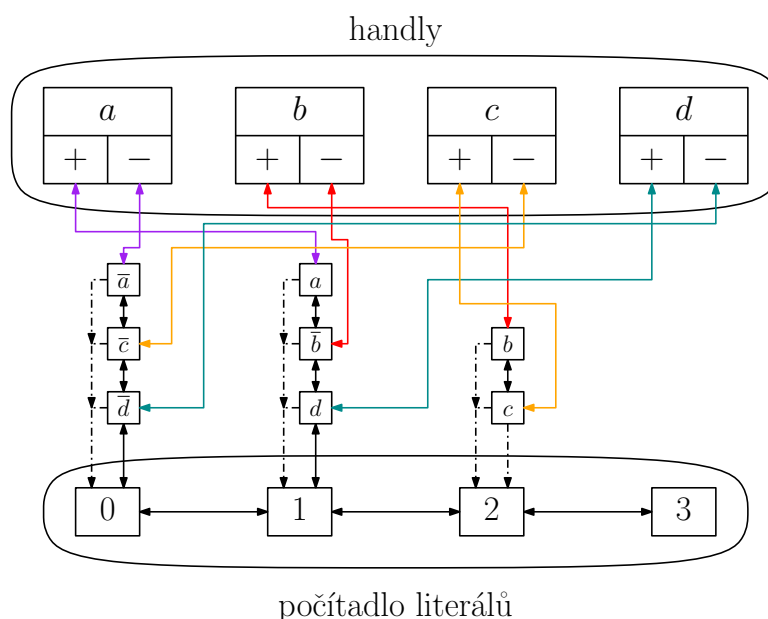 handly
a b c d
+ − + − + − + −
a̅ a
c̅ b̅ b
d̅ d c
0 1 2 3
počítadlo literálů